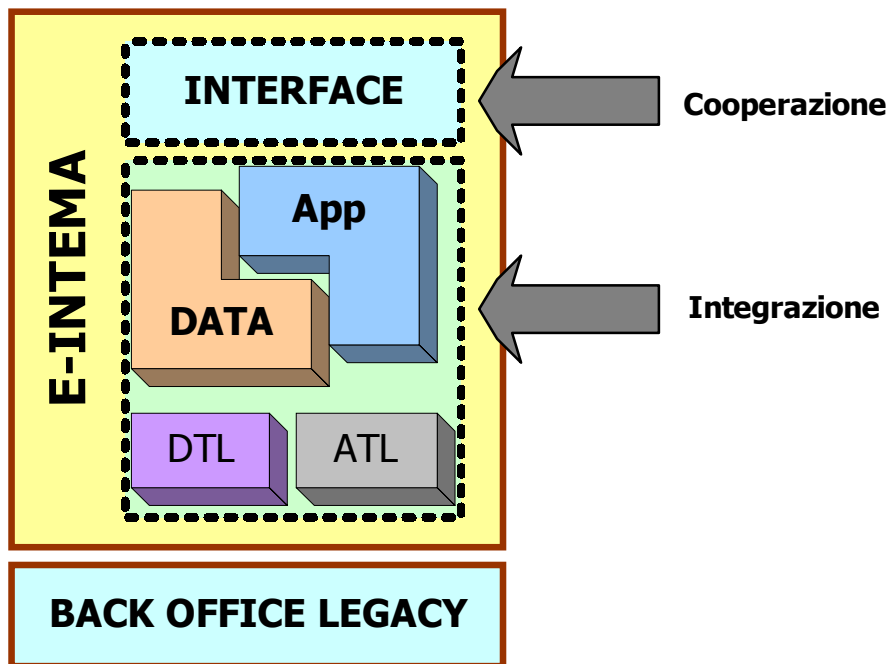 INTERFACE
Cooperazione
E-INTEMA
App
DATA
Integrazione
DTL
ATL
BACK OFFICE LEGACY